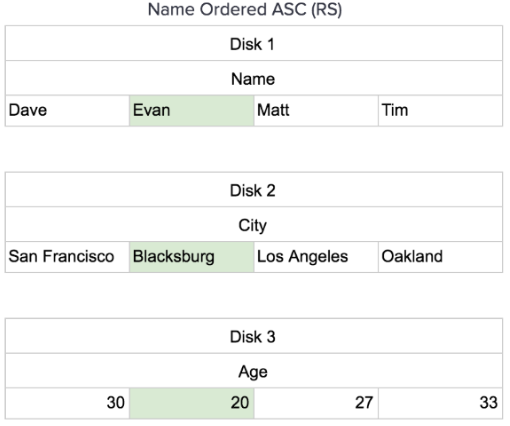 Name Ordered ASC (RS)
Disk 1
Name
Dave Evan Matt Tim
Disk 2
City
San Francisco Blacksburg Los Angeles Oakland
Disk 3
Age
30 20 27 33